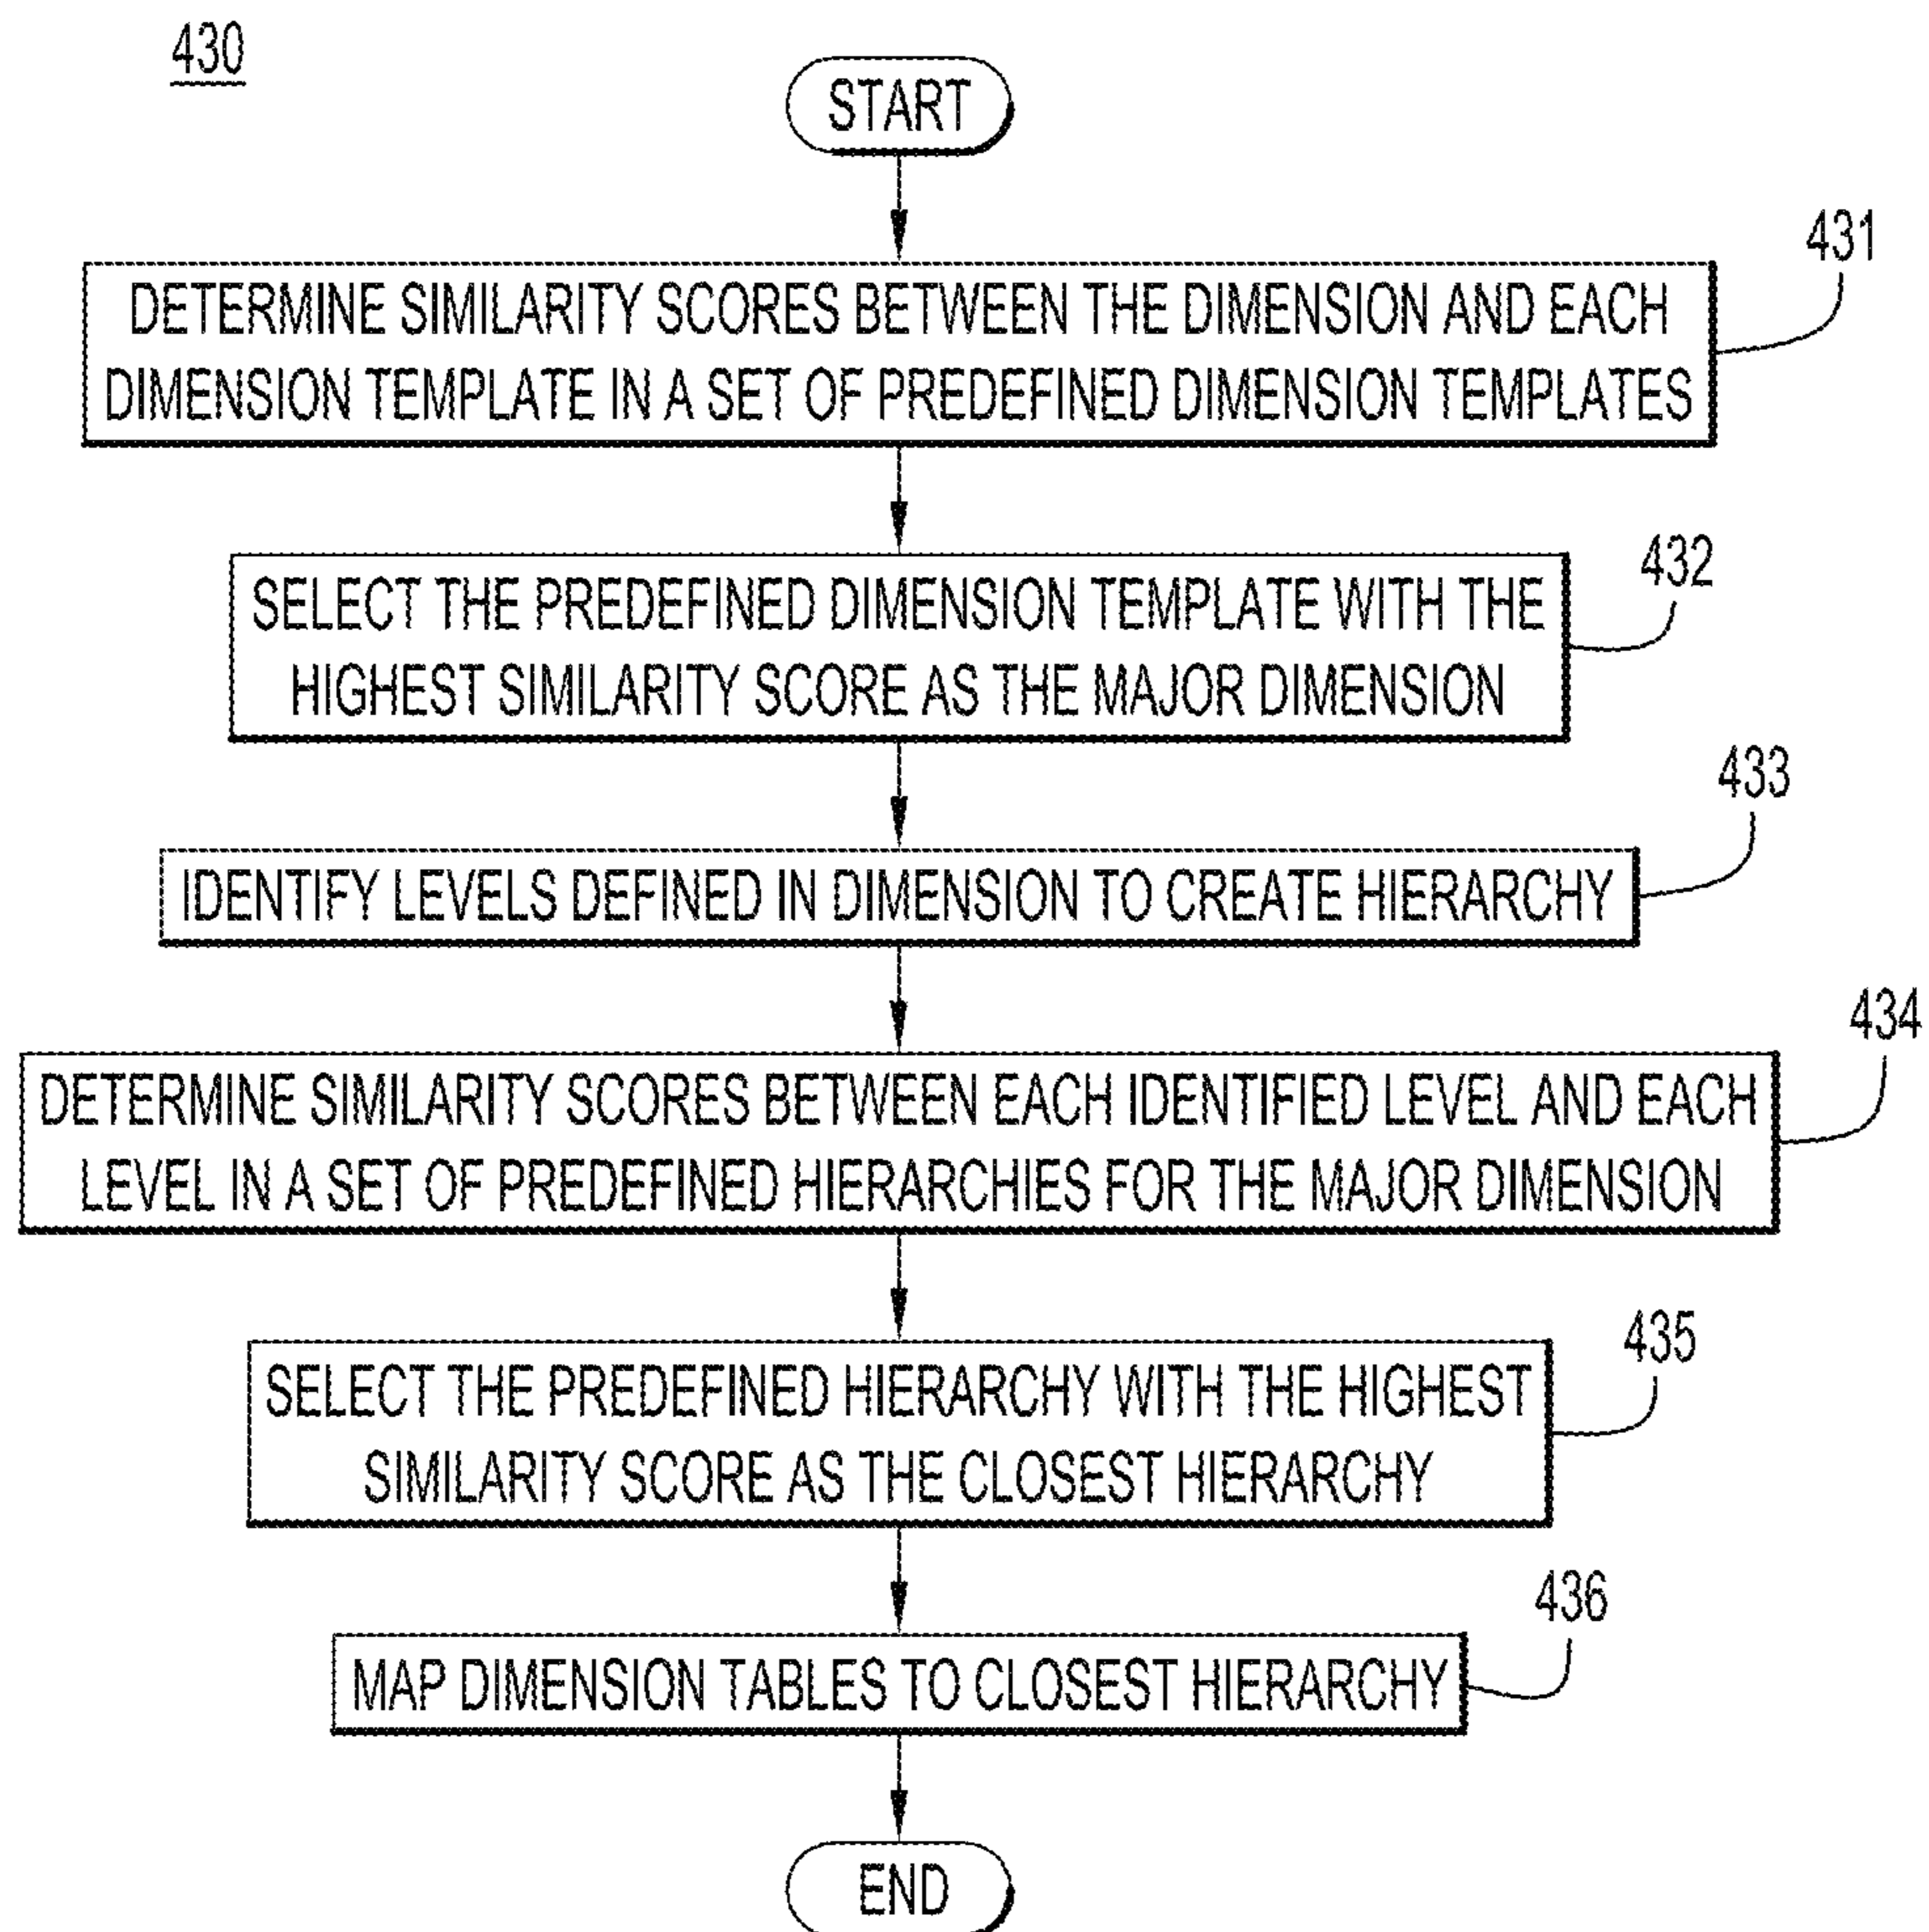 430
START
431
DETERMINE SIMILARITY SCORES BETWEEN THE DIMENSION AND EACH
DIMENSION TEMPLATE IN A SET OF PREDEFINED DIMENSION TEMPLATES
432
SELECT THE PREDEFINED DIMENSION TEMPLATE WITH THE
HIGHEST SIMILARITY SCORE AS THE MAJOR DIMENSION
433
IDENTIFY LEVELS DEFINED IN DIMENSION TO CREATE HIERARCHY
434
DETERMINE SIMILARITY SCORES BETWEEN EACH IDENTIFIED LEVEL AND EACH
LEVEL IN A SET OF PREDEFINED HIERARCHIES FOR THE MAJOR DIMENSION
435
SELECT THE PREDEFINED HIERARCHY WITH THE HIGHEST
SIMILARITY SCORE AS THE CLOSEST HIERARCHY
436
MAP DIMENSION TABLES TO CLOSEST HIERARCHY
END